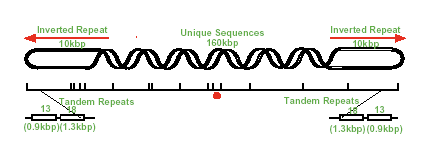 Inverted Repeat
10kbp
Unique Sequences
160kbp
Inverted Repeat
10kbp
Tandem Repeats
13 18
(0.9kbp) (1.3kbp)
Tandem Repeats
18 13
(1.3kbp) (0.9kbp)